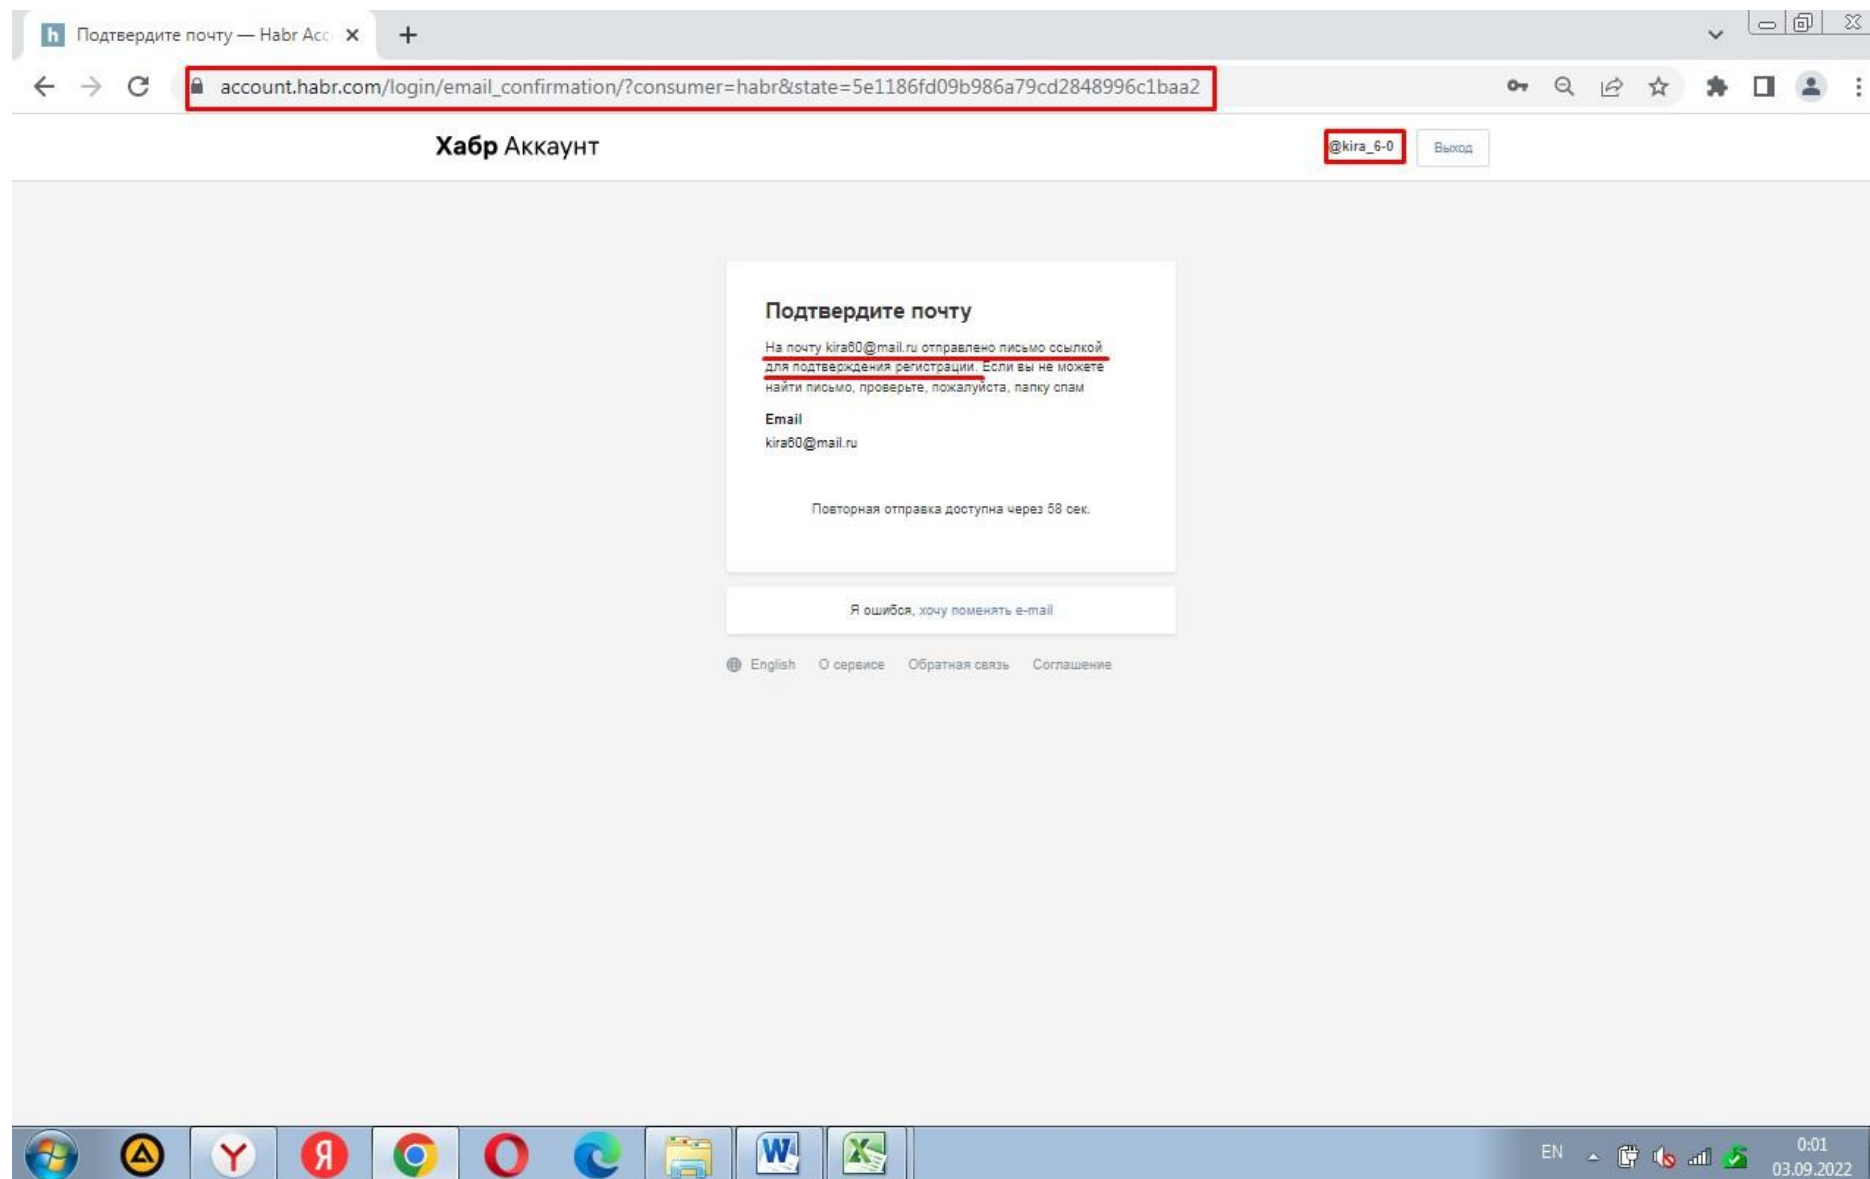 Подтвердите почту — Habr Acc
account.habr.com/login/email_confirmation/?consumer=habr&state=5e1186fd09b986a79cd2848996c1baa2
Хабр Аккаунт
@kira_6-0
Выход
Подтвердите почту
На почту kira60@mail.ru отправлено письмо ссылкой
для подтверждения регистрации. Если вы не можете
найти письмо, проверьте, пожалуйста, папку спам
Email
kira60@mail.ru
Повторная отправка доступна через 58 сек.
Я ошибся, хочу поменять e-mail
English О сервисе Обратная связь Соглашение
EN
0:01
03.09.2022